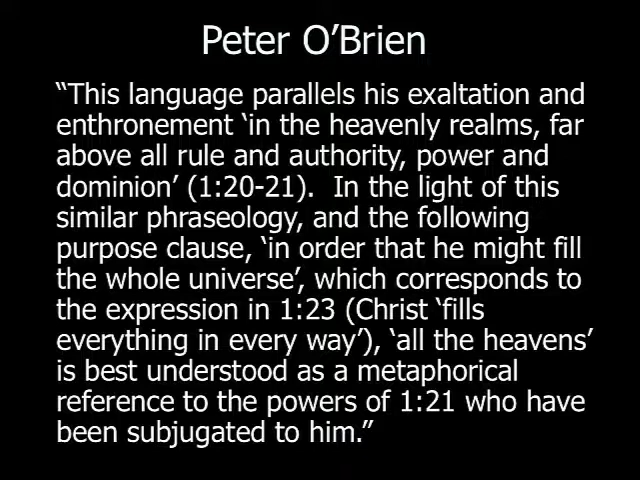 Peter O’Brien
“This language parallels his exaltation and
enthronement ‘in the heavenly realms, far
above all rule and authority, power and
dominion’ (1:20-21).  In the light of this
similar phraseology, and the following
purpose clause, ‘in order that he might fill
the whole universe’, which corresponds to
the expression in 1:23 (Christ ‘fills
everything in every way’), ‘all the heavens’
is best understood as a metaphorical
reference to the powers of 1:21 who have
been subjugated to him.”